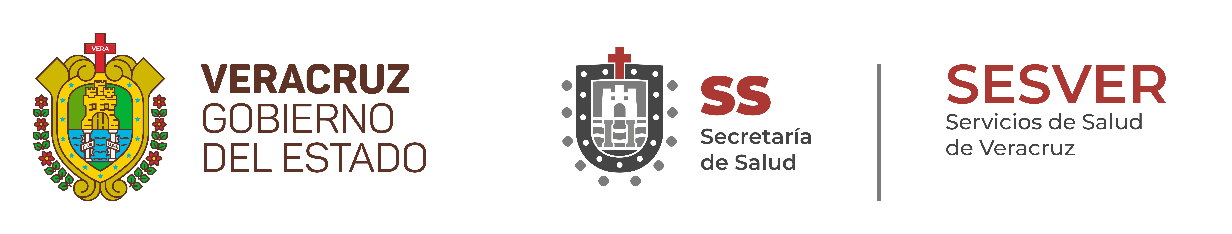 VERA
VERACRUZ
GOBIERNO
DEL ESTADO
SS
Secretaría
de Salud
SESVER
Servicios de Salud
de Veracruz